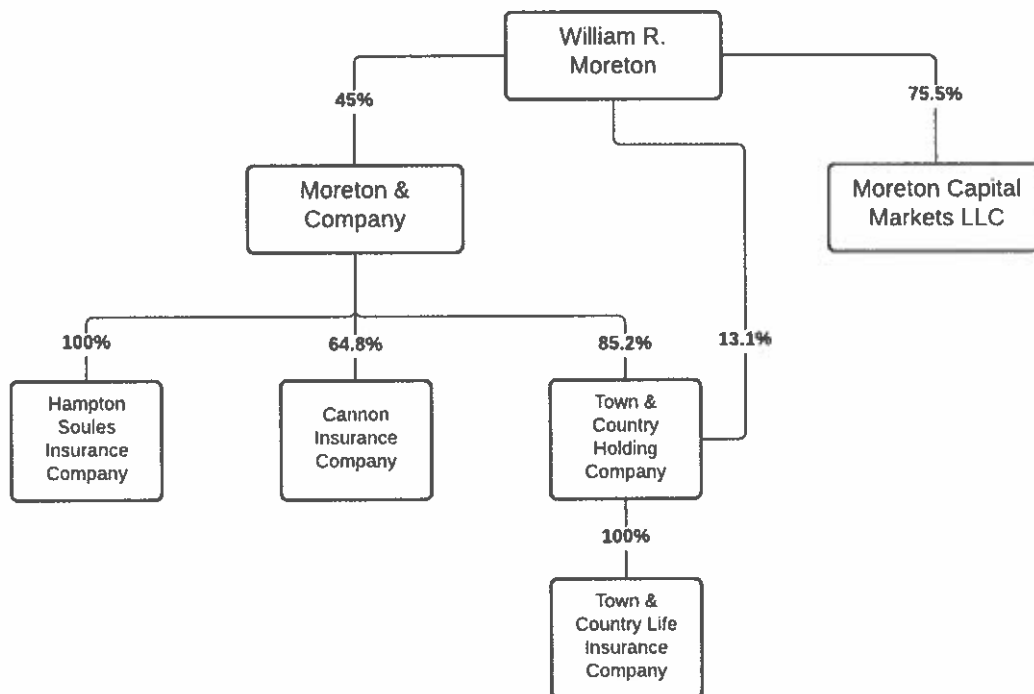 William R.
Moreton
45%
75.5%
Moreton &
Company
Moreton Capital
Markets LLC
100%
64.8%
85.2%
13.1%
Hampton
Soules
Insurance
Company
Cannon
Insurance
Company
Town &
Country
Holding
Company
100%
Town &
Country Life
Insurance
Company